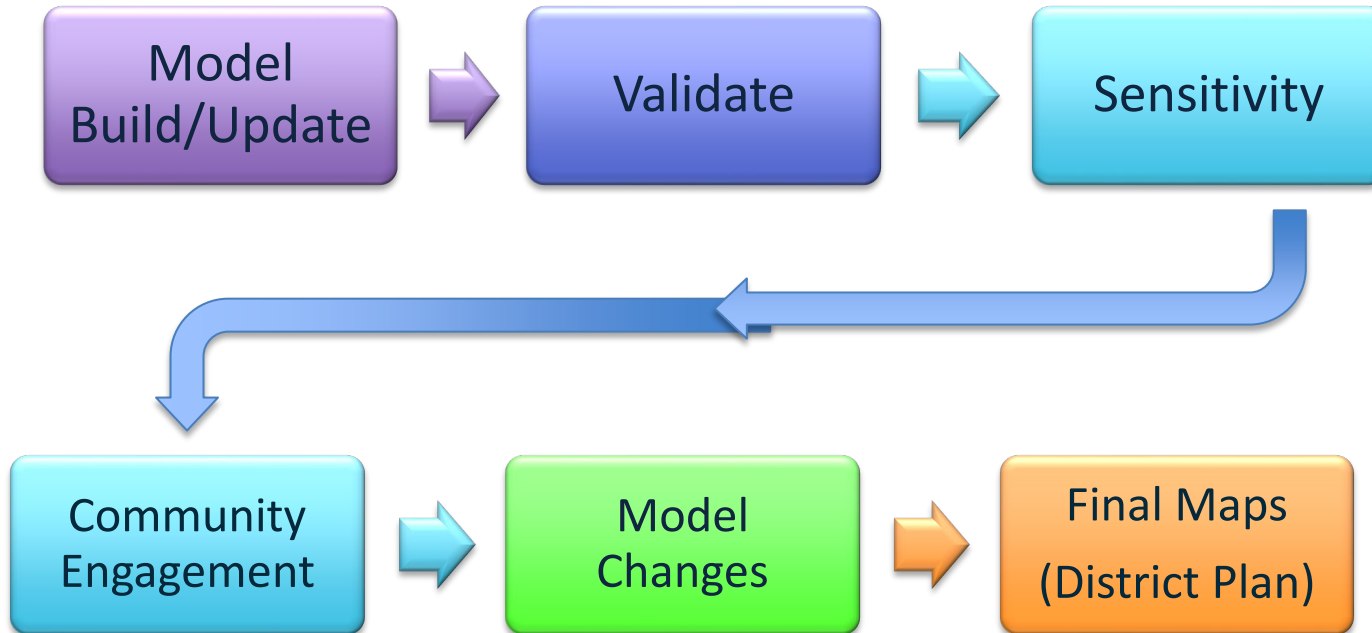 Model
Build/Update
Validate
Sensitivity
Community
Engagement
Model
Changes
Final Maps
(District Plan)